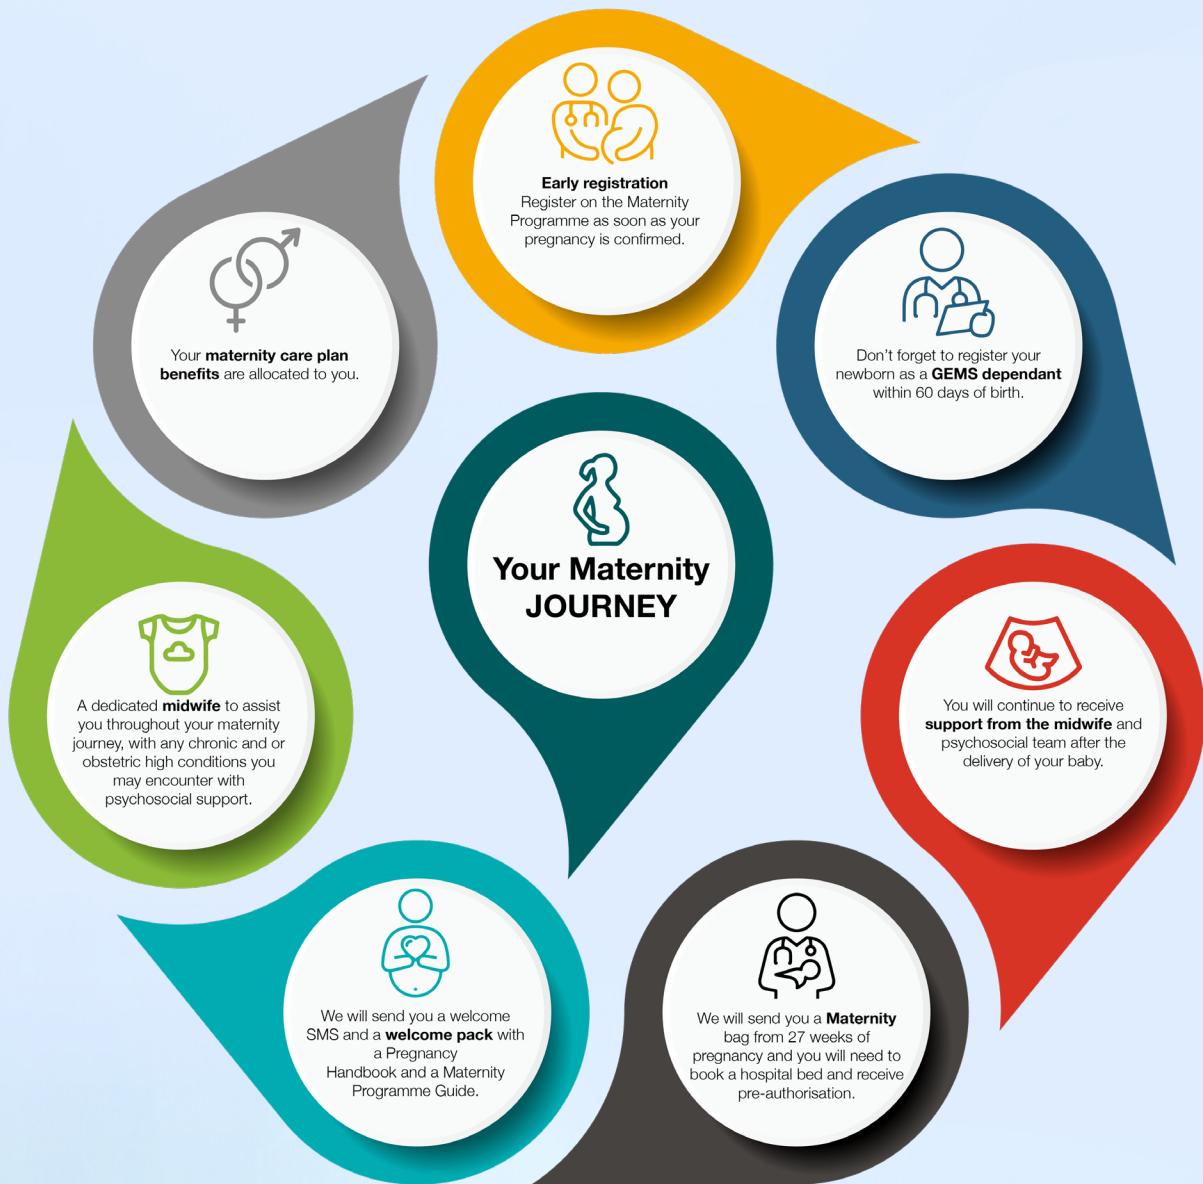 Early registration
Register on the Maternity
Programme as soon as your
pregnancy is confirmed.
Don’t forget to register your
newborn as a GEMS dependant
within 60 days of birth.
Your maternity care plan
benefits are allocated to you.
Your Maternity
JOURNEY
A dedicated midwife to assist
you throughout your maternity
journey, with any chronic and or
obstetric high conditions you
may encounter with
psychosocial support.
You will continue to receive
support from the midwife and
psychosocial team after the
delivery of your baby.
We will send you a welcome
SMS and a welcome pack with
a Pregnancy
Handbook and a Maternity
Programme Guide.
We will send you a Maternity
bag from 27 weeks of
pregnancy and you will need to
book a hospital bed and receive
pre-authorisation.